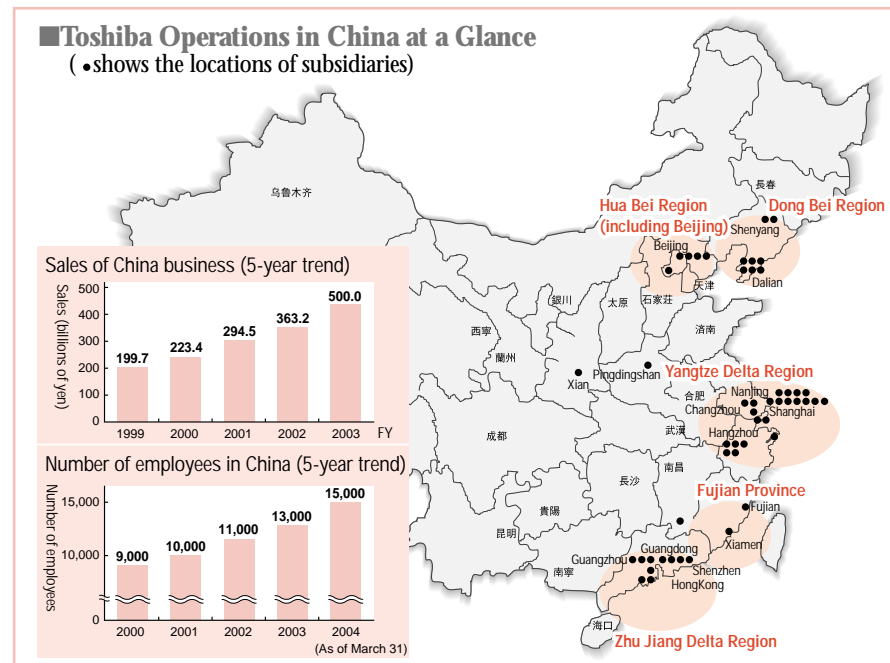 ■Toshiba Operations in China at a Glance
( •shows the locations of subsidiaries)
乌鲁木齐
長春
Hua Bei Region
(including Beijing)
Dong Bei Region
Shenyang
Beijing
Dalian
天津
銀川
太原
石家荘
済南
西寧
蘭州
Xian
Pingdingshan
Yangtze Delta Region
合肥
Nanjing
Changzhou
Shanghai
武漢
Hangzhou
成都
南昌
長沙
Fujian Province
Fujian
貴陽
昆明
Xiamen
Guangzhou
Guangdong
Shenzhen
HongKong
南寧
海口
Zhu Jiang Delta Region
Sales of China business (5-year trend)
Sales (billions of yen)
500
400
300
200
100
0
199.7
223.4
294.5
363.2
500.0
1999 2000 2001 2002 2003 FY
Number of employees in China (5-year trend)
Number of employees
15,000
10,000
0
9,000
10,000
11,000
13,000
15,000
2000 2001 2002 2003 2004
(As of March 31)